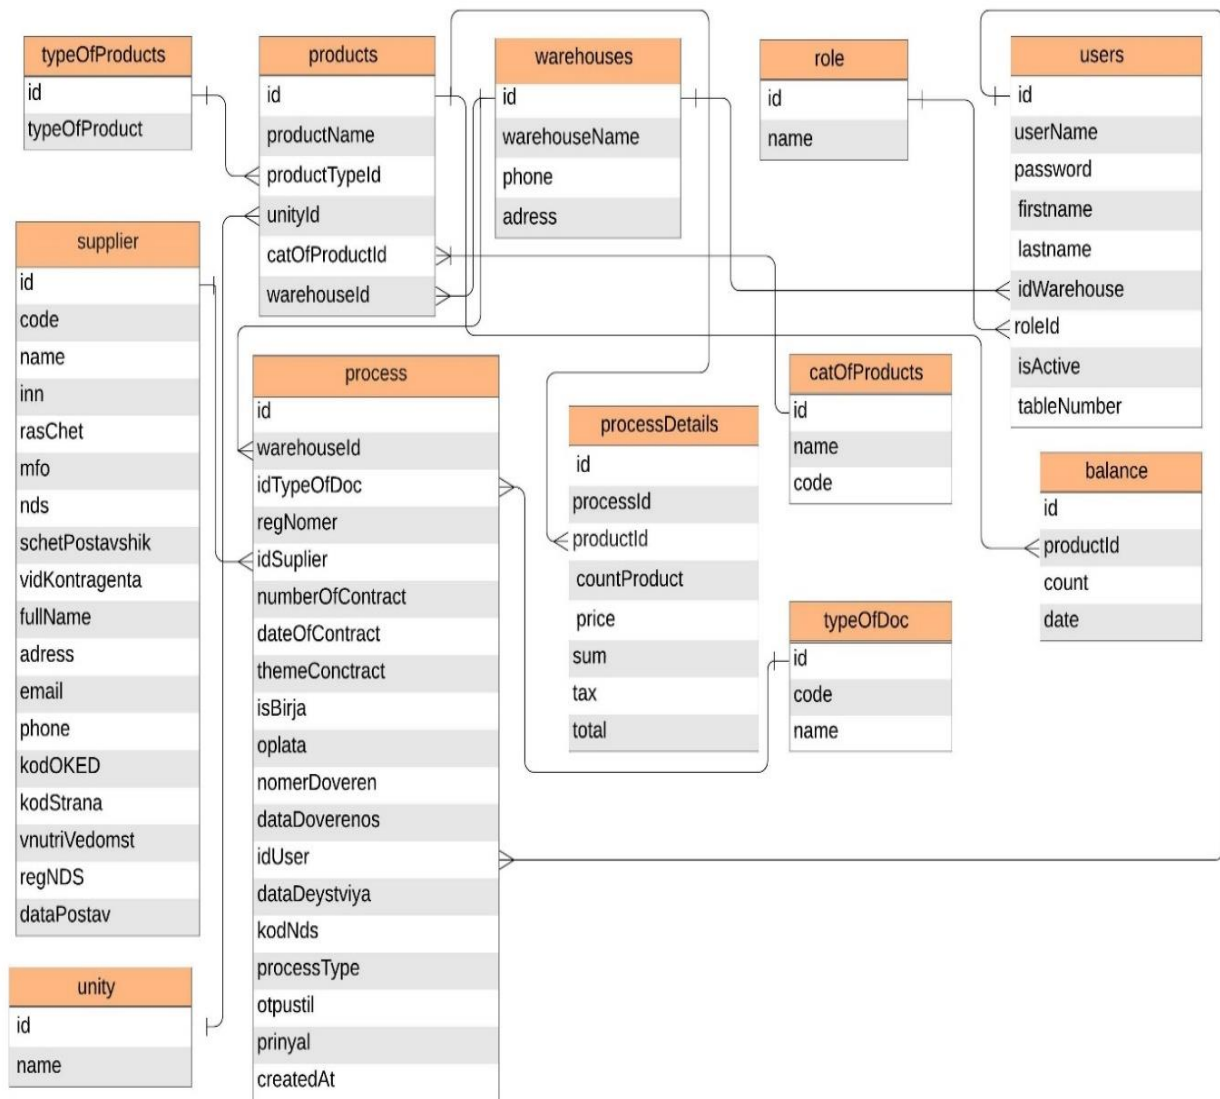 typeOfProducts
id
typeOfProduct
products
id
productName
productTypeId
unityId
catOfProductId
warehouseId
warehouses
id
warehouseName
phone
adress
role
id
name
users
id
userName
password
firstname
lastname
idWarehouse
roleId
isActive
tableNumber
supplier
id
code
name
inn
rasChet
mfo
nds
schetPostavshik
vidKontragenta
fullName
adress
email
phone
kodOKED
kodStrana
vnutriVedomst
regNDS
dataPostav
process
id
warehouseId
idTypeOfDoc
regNomer
idSuplier
numberOfContract
dateOfContract
themeConctract
isBirja
oplata
nomerDoveren
dataDoverenos
idUser
dataDeystviya
kodNds
processType
otpustil
prinyal
createdAt
processDetails
id
processId
productId
countProduct
price
sum
tax
total
catOfProducts
id
name
code
balance
id
productId
count
date
typeOfDoc
id
code
name
unity
id
name